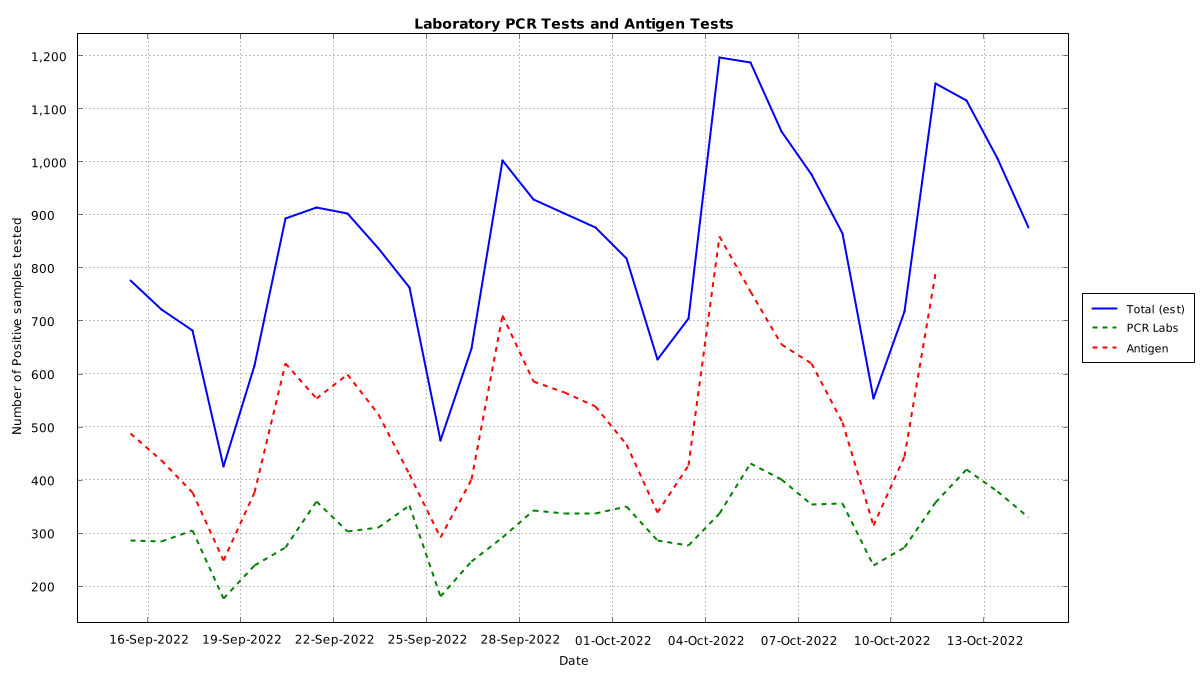 Laboratory PCR Tests and Antigen Tests
1,200
1,100
1,000
900
800
700
600
500
400
300
200
Number of Positive samples tested
16-Sep-2022 19-Sep-2022 22-Sep-2022 25-Sep-2022 28-Sep-2022 01-Oct-2022 04-Oct-2022 07-Oct-2022 10-Oct-2022 13-Oct-2022
Date
Total (est)
PCR Labs
Antigen